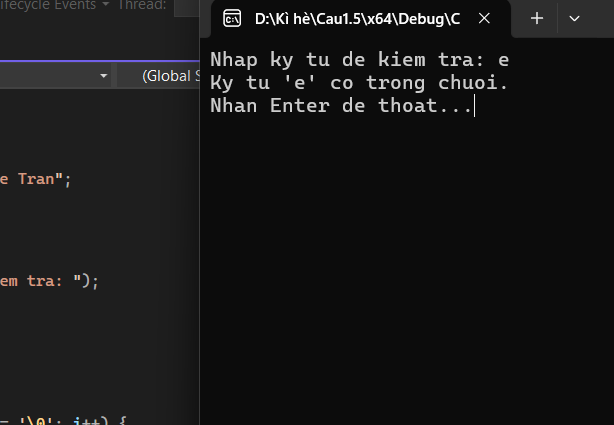 ifecycle Events Thread:
D:\Kì hè\Cau1.5\x64\Debug\C
(Global S
Nhap ky tu de kiem tra: e
Ky tu 'e' co trong chuoi.
Nhan Enter de thoat...
e Tran";
em tra: ");
= '\0'; i++) {